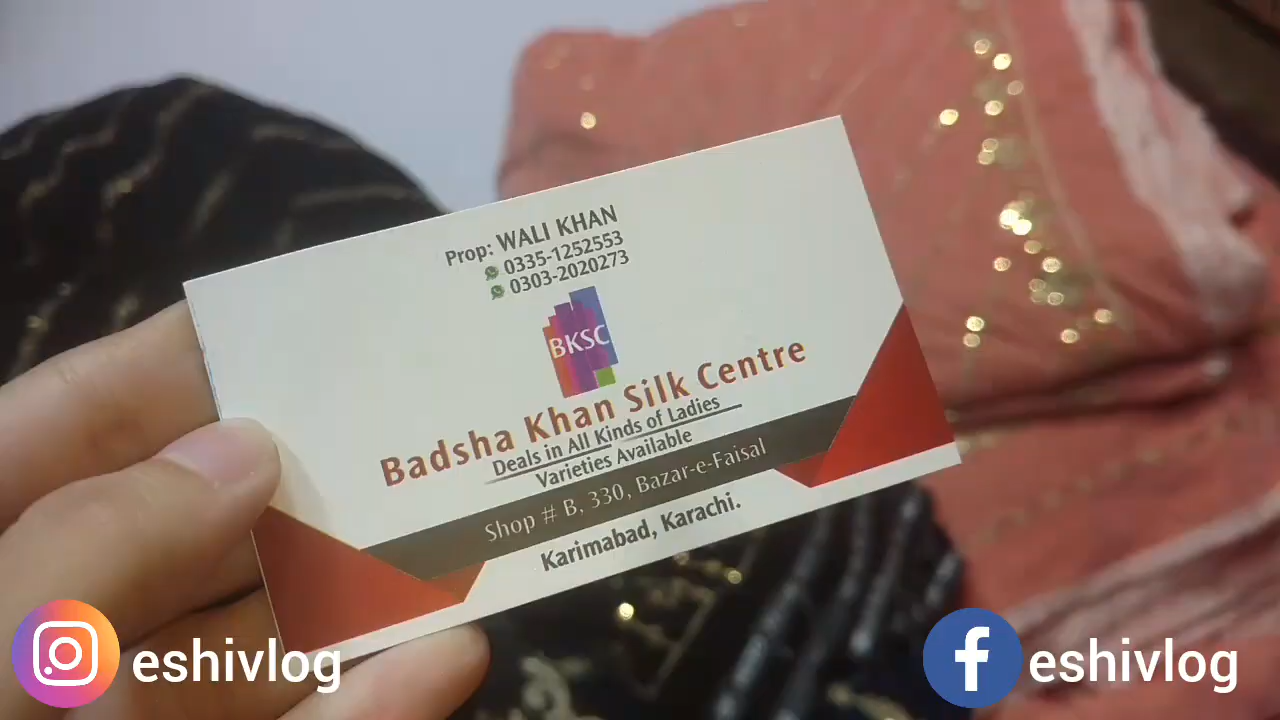 Prop: WALI KHAN
0335-1252553
0303-2020273
BKSC
Badsha Khan Silk Centre
Deals in All Kinds of Ladies
Varieties Available
Shop # B, 330, Bazar-e-Faisal
Karimabad, Karachi.
eshivlog
eshivlog